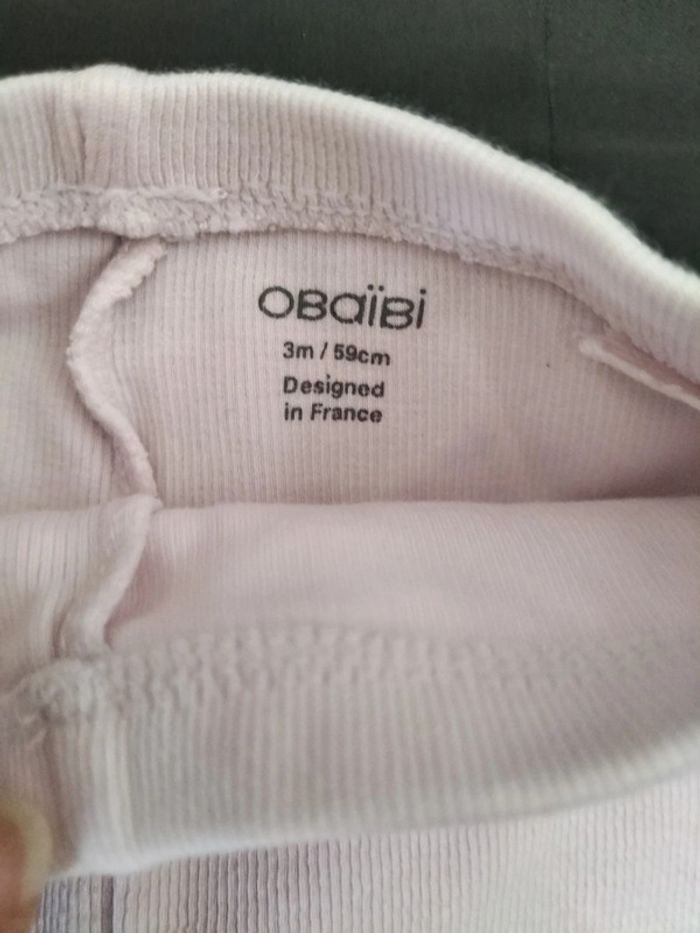 OBaïBi
3m / 59cm
Designed
in France